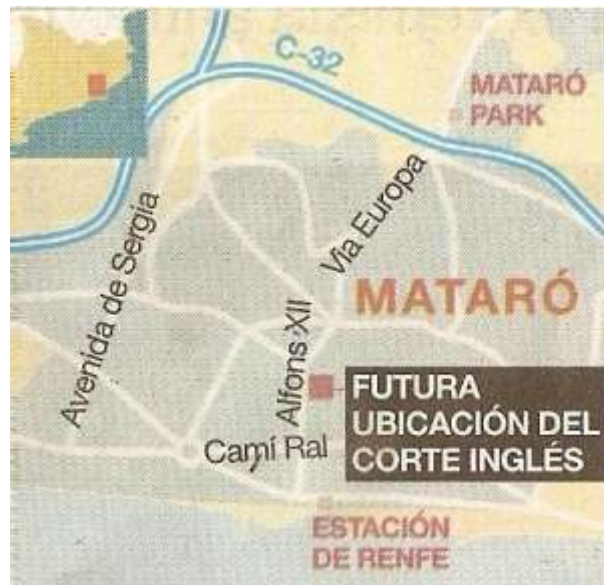 C-32
MATARÓ
PARK
Avenida de Sergia
Via Europa
MATARÓ
Alfons XII
FUTURA
UBICACIÓN DEL
CORTE INGLÉS
Camí Ral
ESTACIÓN
DE RENFE